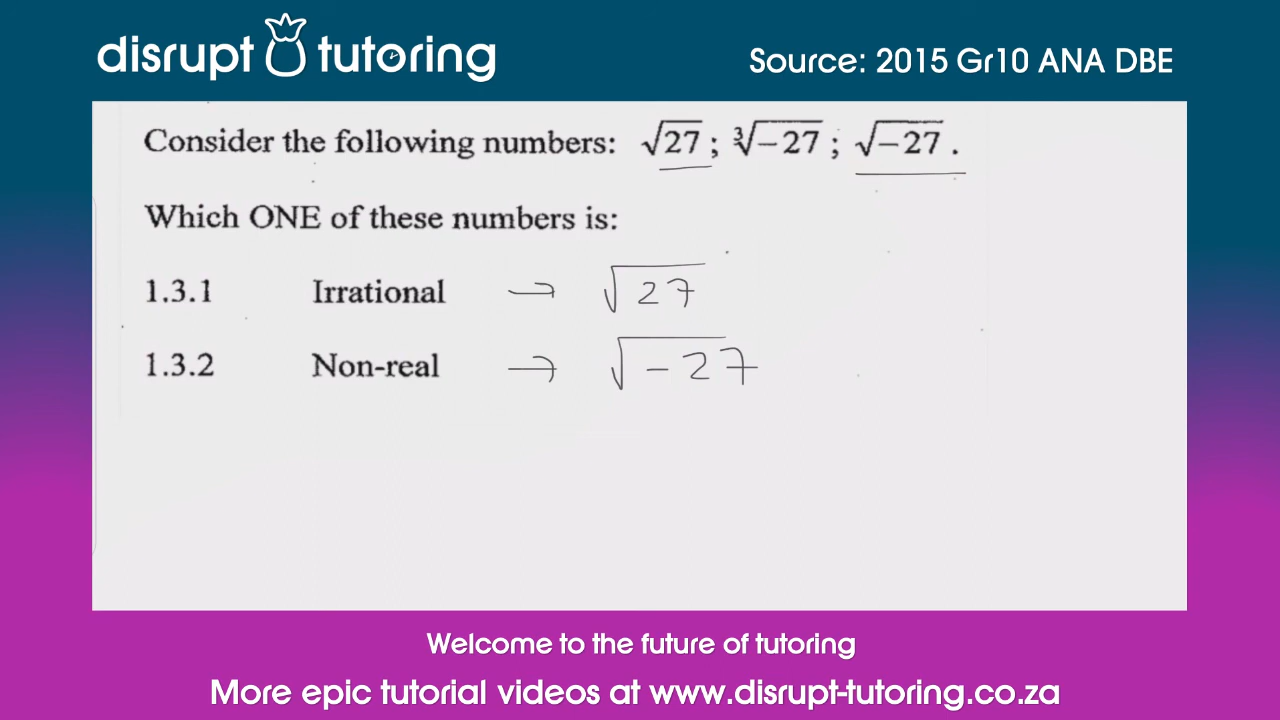 disrupt tutoring
Source: 2015 Gr10 ANA DBE
Consider the following numbers: √27 ; ∛−27 ; √−27 .
Which ONE of these numbers is:
1.3.1 Irrational → √27
1.3.2 Non-real → √−27
Welcome to the future of tutoring
More epic tutorial videos at www.disrupt-tutoring.co.za